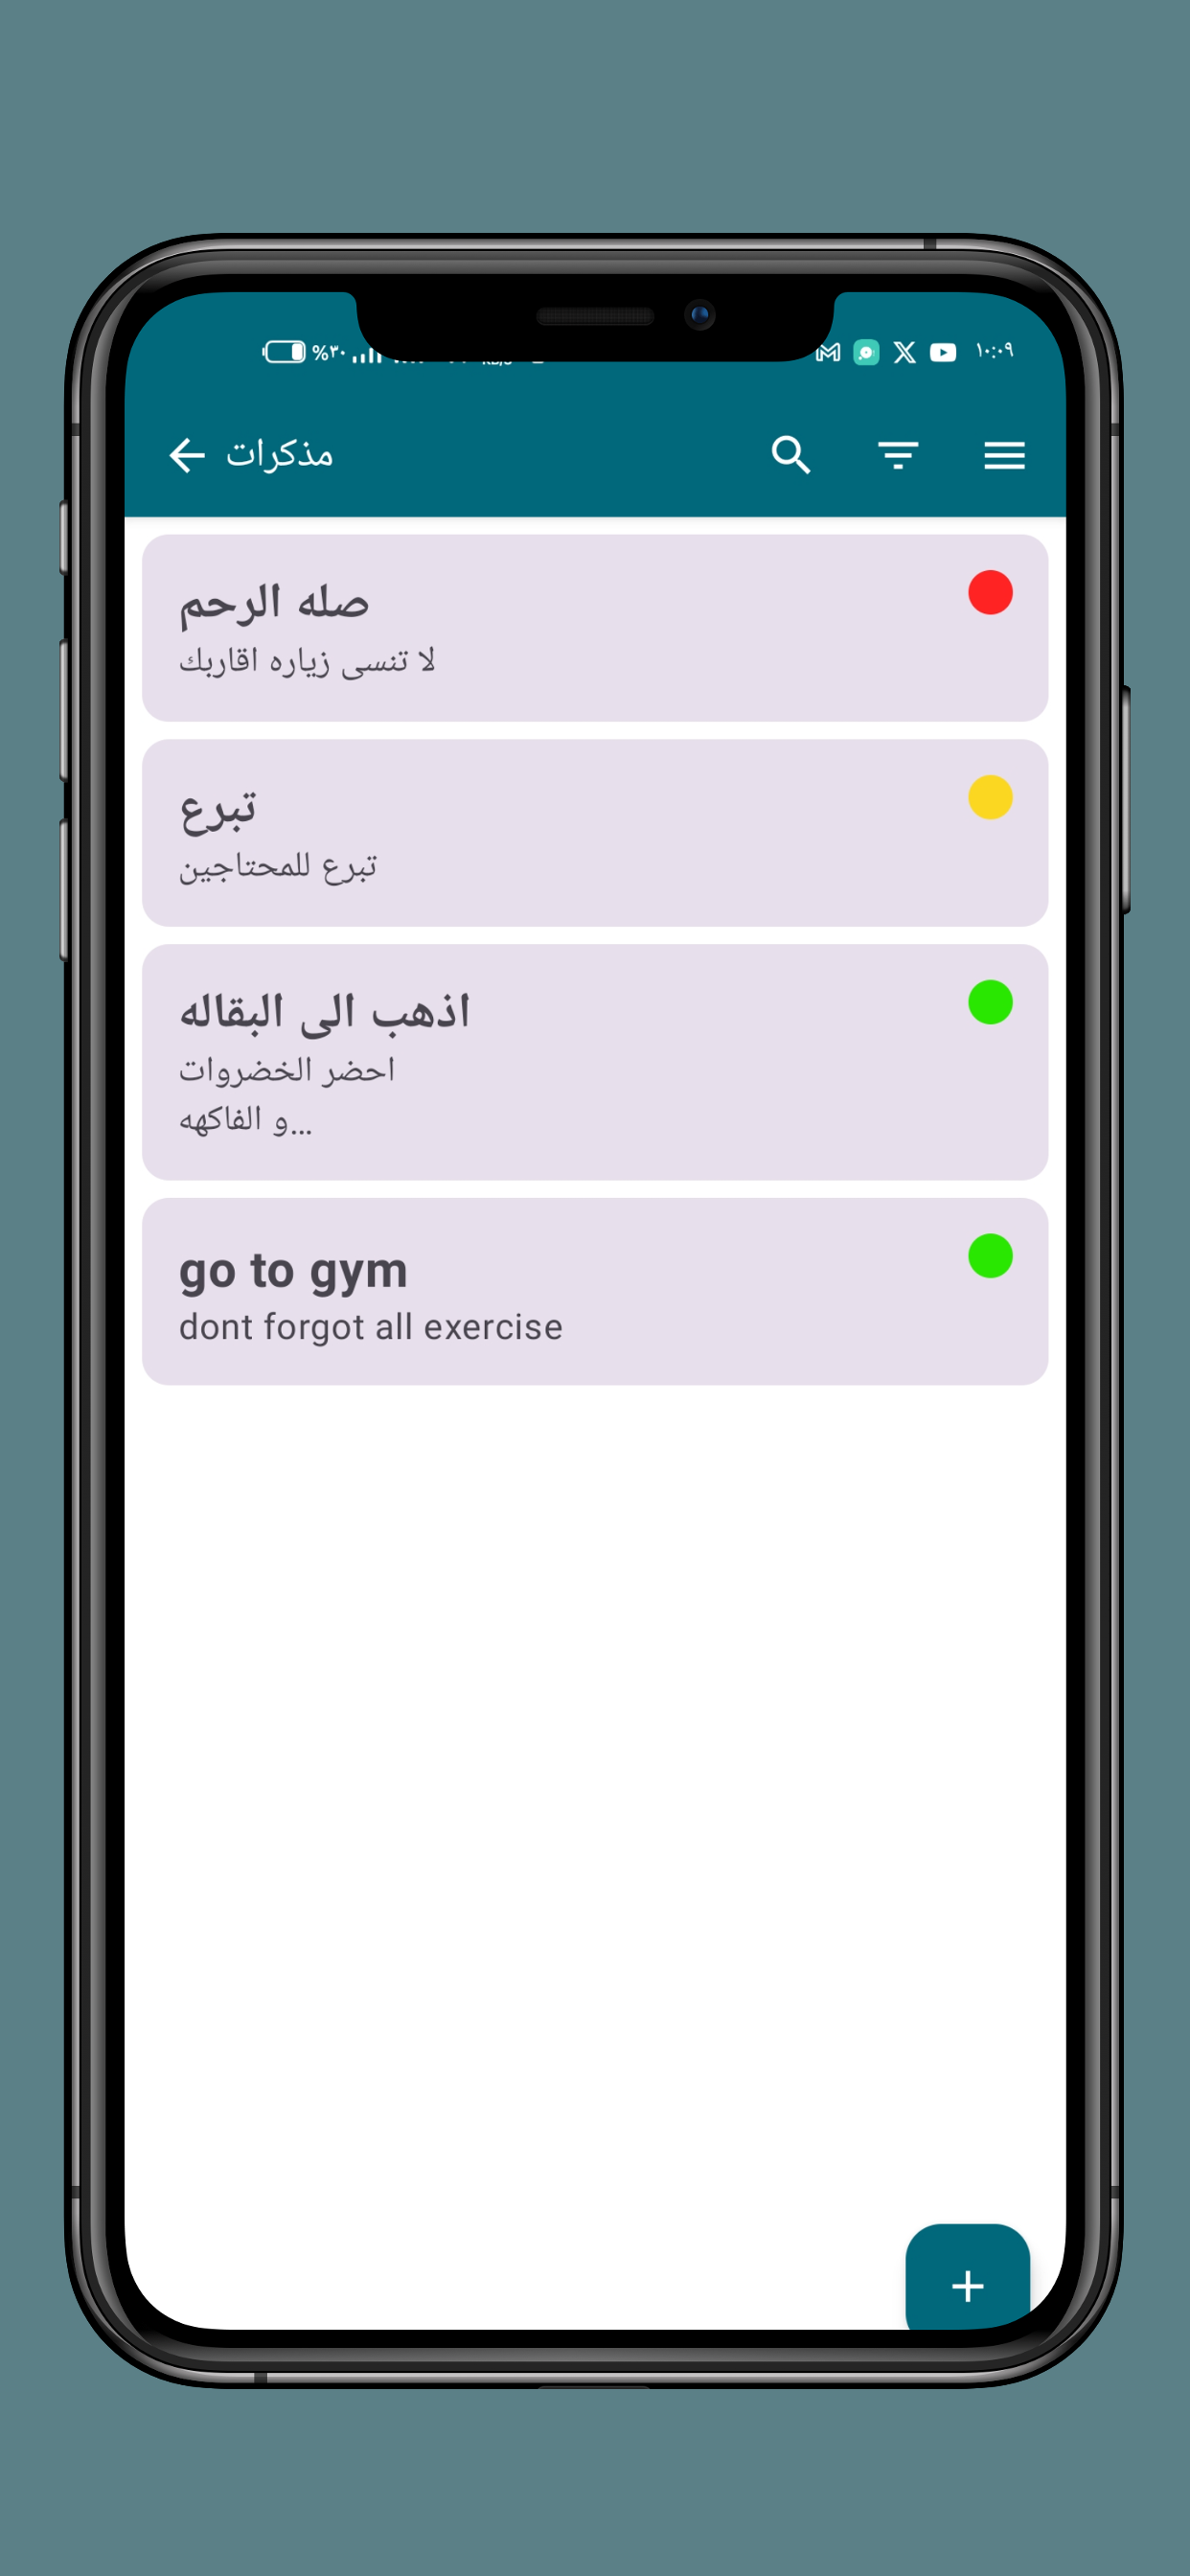 %٣٠
١٠:٠٩
مذكرات
صله الرحم
لا تنسى زياره اقاربك
تبرع
تبرع للمحتاجين
اذهب الى البقاله
احضر الخضروات
و الفاكهه...
go to gym
dont forgot all exercise